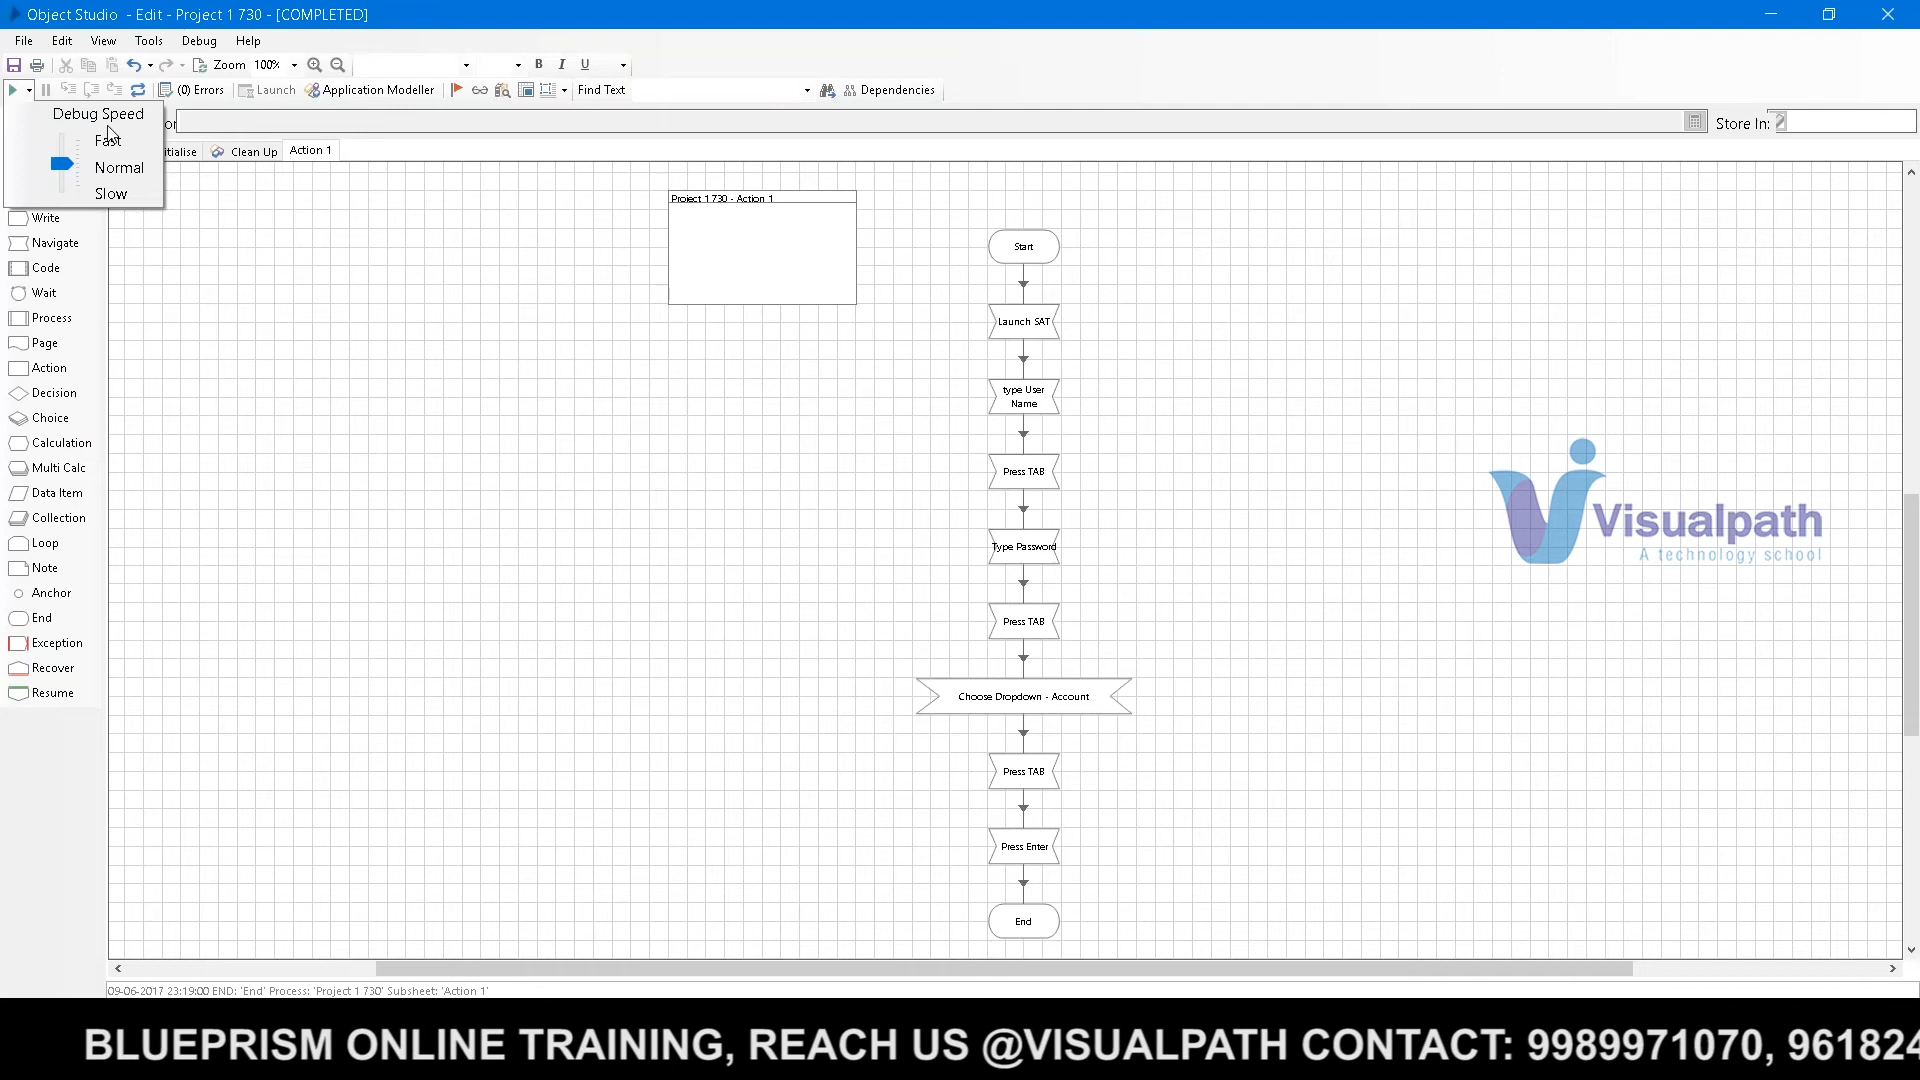 Object Studio - Edit - Project 1 730 - [COMPLETED]
File Edit View Tools Debug Help
Zoom 100% B I U
(0) Errors Launch Application Modeller Find Text Dependencies
Debug Speed
Fast
Normal
Slow
Store In:
Clean Up Action 1
Write
Navigate
Code
Wait
Process
Page
Action
Decision
Choice
Calculation
Multi Calc
Data Item
Collection
Loop
Note
Anchor
End
Exception
Recover
Resume
Project 1 730 - Action 1
Start
Launch SAT
type User
Name
Press TAB
Type Password
Press TAB
Choose Dropdown - Account
Press TAB
Press Enter
End
Visualpath
A technology school
09-06-2017 23:19:00 END: 'End' Process: 'Project 1 730' Subsheet: 'Action 1'
BLUEPRISM ONLINE TRAINING, REACH US @VISUALPATH CONTACT: 9989971070, 961824